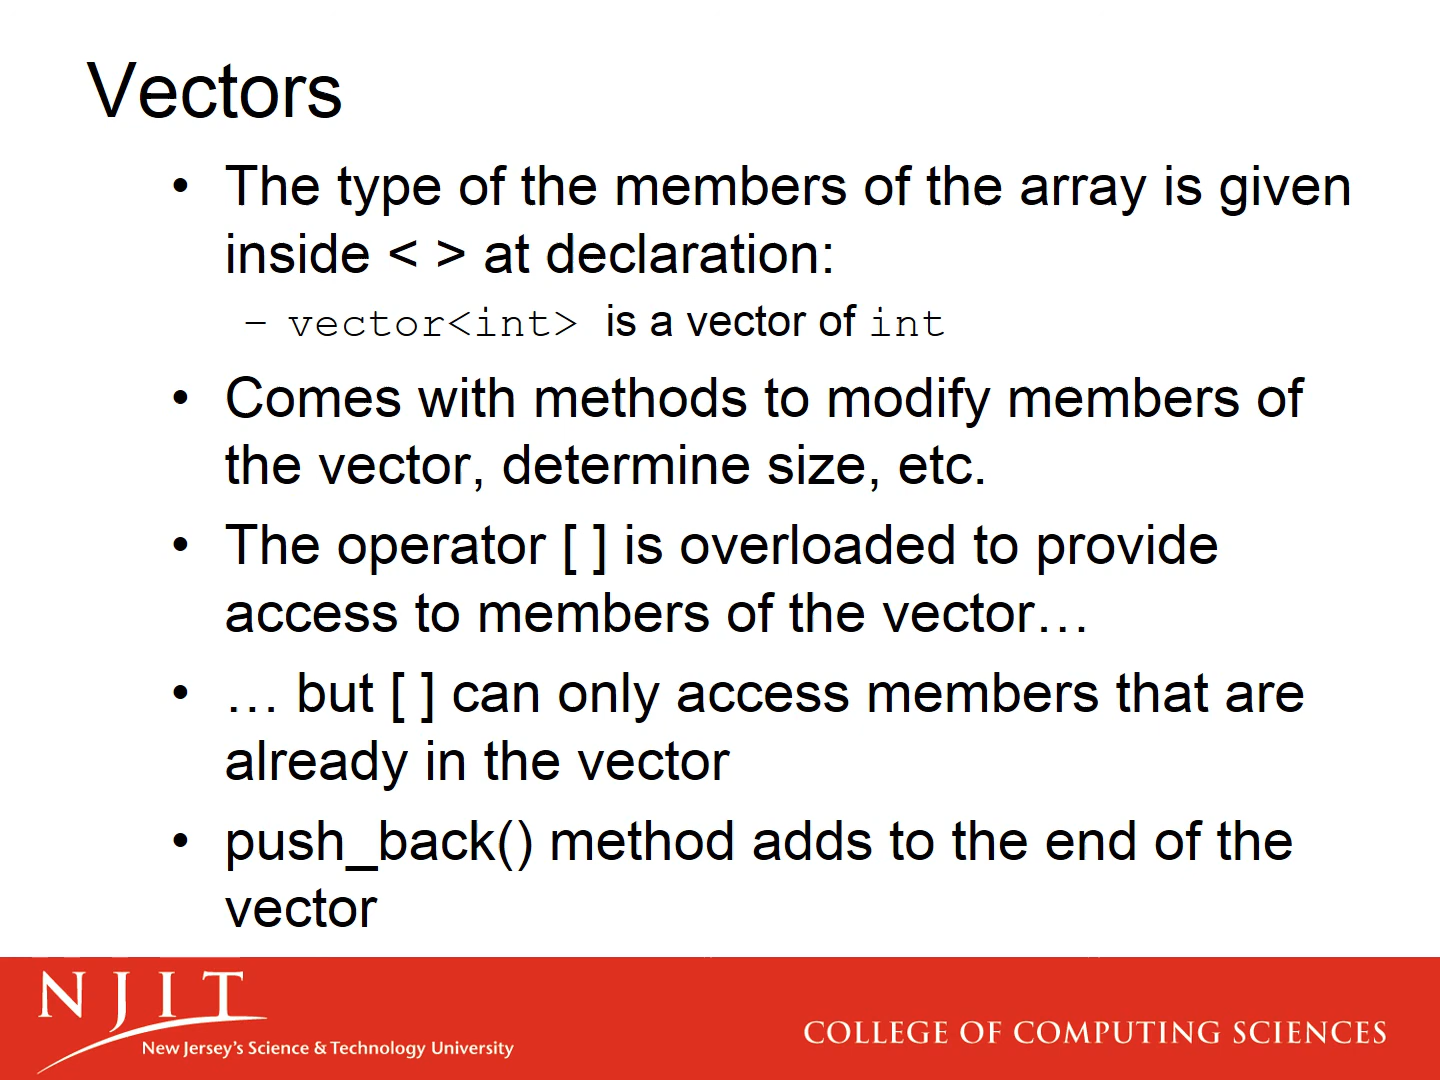 Vectors
• The type of the members of the array is given
inside < > at declaration:
– vector<int> is a vector of int
• Comes with methods to modify members of
the vector, determine size, etc.
• The operator [ ] is overloaded to provide
access to members of the vector…
• … but [ ] can only access members that are
already in the vector
• push_back() method adds to the end of the
vector
NJIT
New Jersey's Science & Technology University
COLLEGE OF COMPUTING SCIENCES